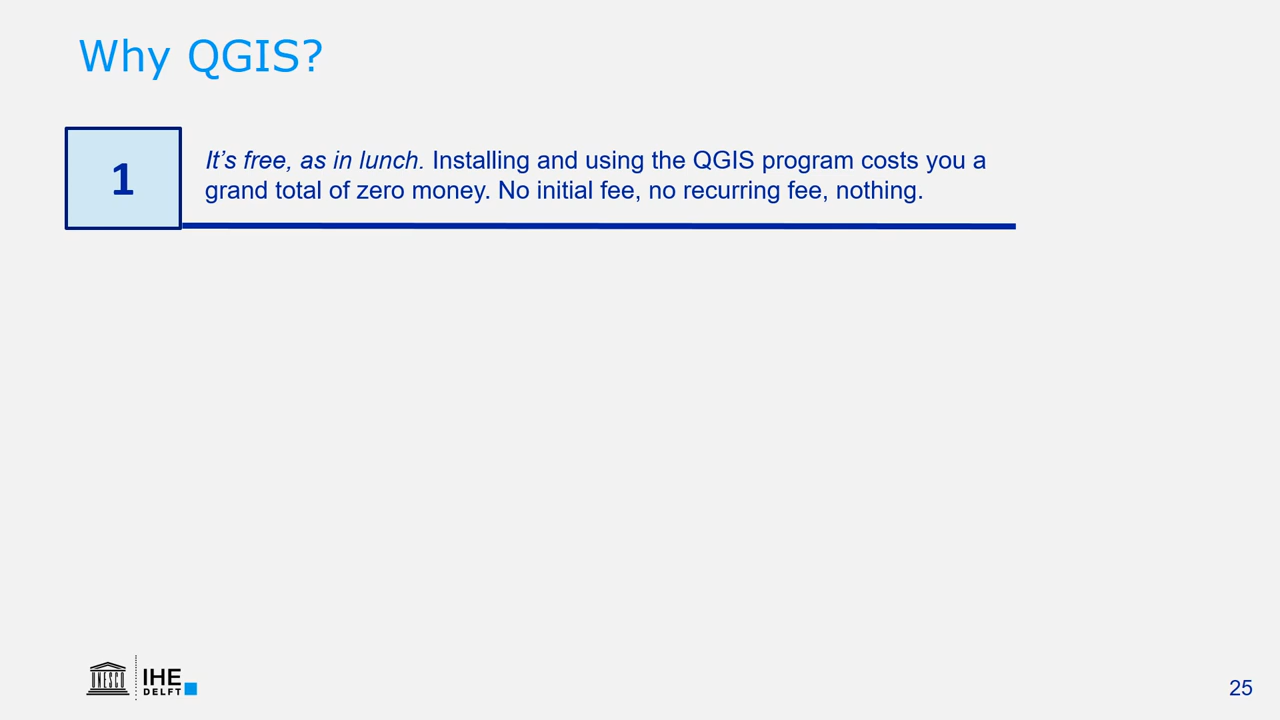 Why QGIS?
1
It's free, as in lunch. Installing and using the QGIS program costs you a
grand total of zero money. No initial fee, no recurring fee, nothing.
UNESCO
IHE
DELFT
25